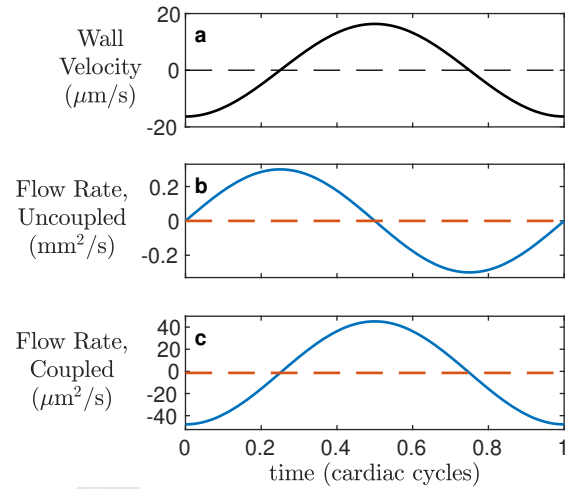 Wall
Velocity
(μm/s)
20
0
-20
a
Flow Rate,
Uncoupled
(mm²/s)
0.2
0
-0.2
b
Flow Rate,
Coupled
(μm²/s)
40
20
0
-20
-40
c
0 0.2 0.4 0.6 0.8 1
time (cardiac cycles)